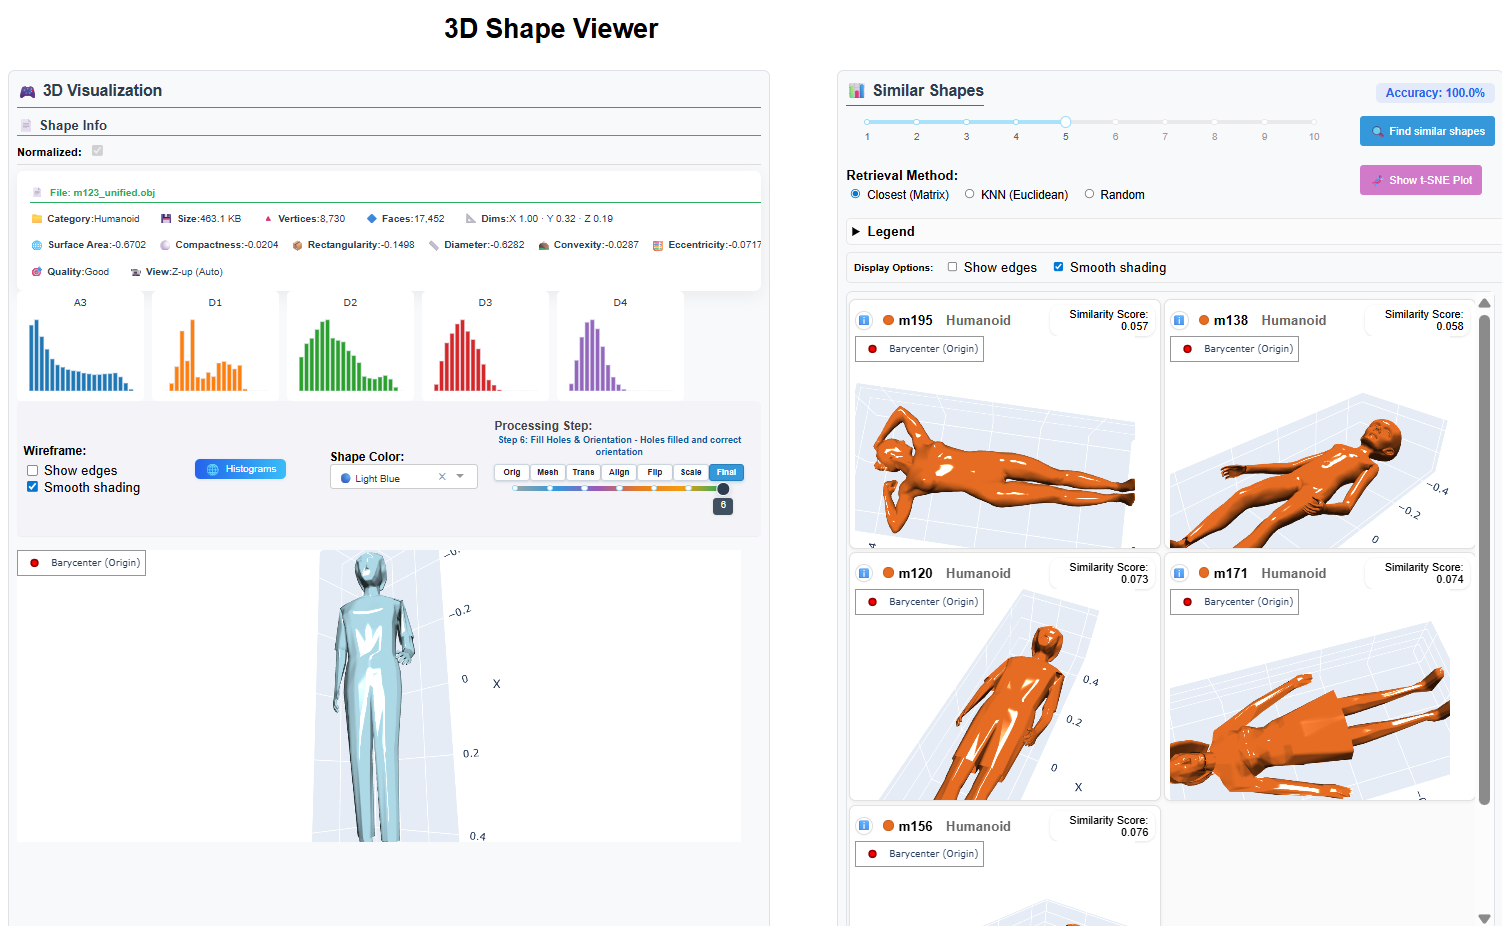 3D Shape Viewer
3D Visualization
Shape Info
Normalized:
File: m123_unified.obj
Category:Humanoid Size:463.1 KB Vertices:8,730 Faces:17,452 Dims:X 1.00 · Y 0.32 · Z 0.19
Surface Area:-0.6702 Compactness:-0.0204 Rectangularity:-0.1498 Diameter:-0.6282 Convexity:-0.0287 Eccentricity:-0.0717
Quality:Good View:Z-up (Auto)
A3 D1 D2 D3 D4
Wireframe:
Show edges
Smooth shading
Histograms
Shape Color:
Light Blue
Processing Step:
Step 6: Fill Holes & Orientation - Holes filled and correct
orientation
Orig Mesh Trans Align Flip Scale Final
6
Barycenter (Origin)
−0.2
0 X
0.2
0.4
Similar Shapes
Accuracy: 100.0%
1 2 3 4 5 6 7 8 9 10
Find similar shapes
Retrieval Method:
Closest (Matrix) KNN (Euclidean) Random
Show t-SNE Plot
Legend
Display Options: Show edges Smooth shading
m195 Humanoid Similarity Score:
0.057
Barycenter (Origin)
4
m138 Humanoid Similarity Score:
0.058
Barycenter (Origin)
−0.4
−0.2
0
m120 Humanoid Similarity Score:
0.073
Barycenter (Origin)
0.4
0.2
0
X
m171 Humanoid Similarity Score:
0.074
Barycenter (Origin)
m156 Humanoid Similarity Score:
0.076
Barycenter (Origin)